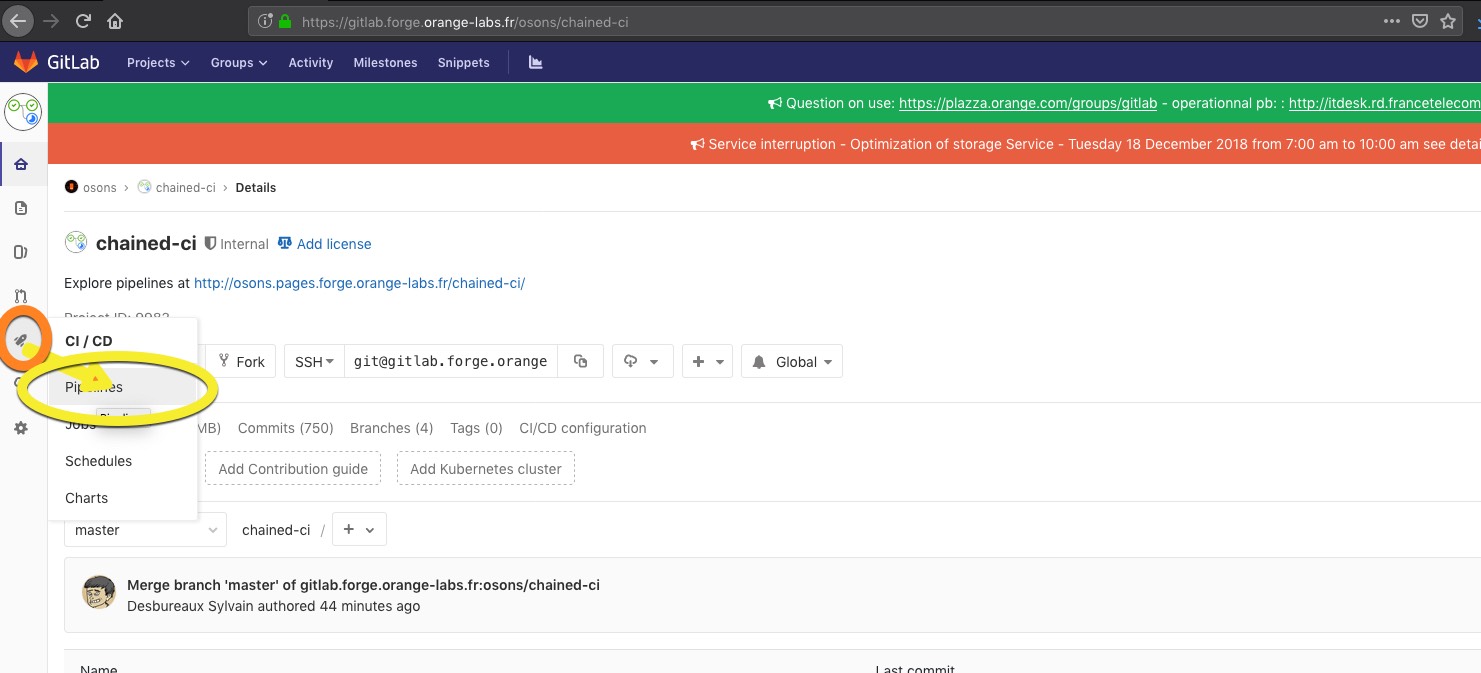 https://gitlab.forge.orange-labs.fr/osons/chained-ci
GitLab Projects Groups Activity Milestones Snippets
Question on use: https://plazza.orange.com/groups/gitlab - operationnal pb: : http://itdesk.rd.francetelecom
Service interruption - Optimization of storage Service - Tuesday 18 December 2018 from 7:00 am to 10:00 am see detai
osons › chained-ci › Details
chained-ci Internal Add license
Explore pipelines at http://osons.pages.forge.orange-labs.fr/chained-ci/
Project ID: 9983
CI / CD
Fork SSH git@gitlab.forge.orange Global
Pipelines
Jobs
MB) Commits (750) Branches (4) Tags (0) CI/CD configuration
Schedules
Add Contribution guide Add Kubernetes cluster
Charts
master chained-ci / +
Merge branch 'master' of gitlab.forge.orange-labs.fr:osons/chained-ci
Desbureaux Sylvain authored 44 minutes ago
Name Last commit